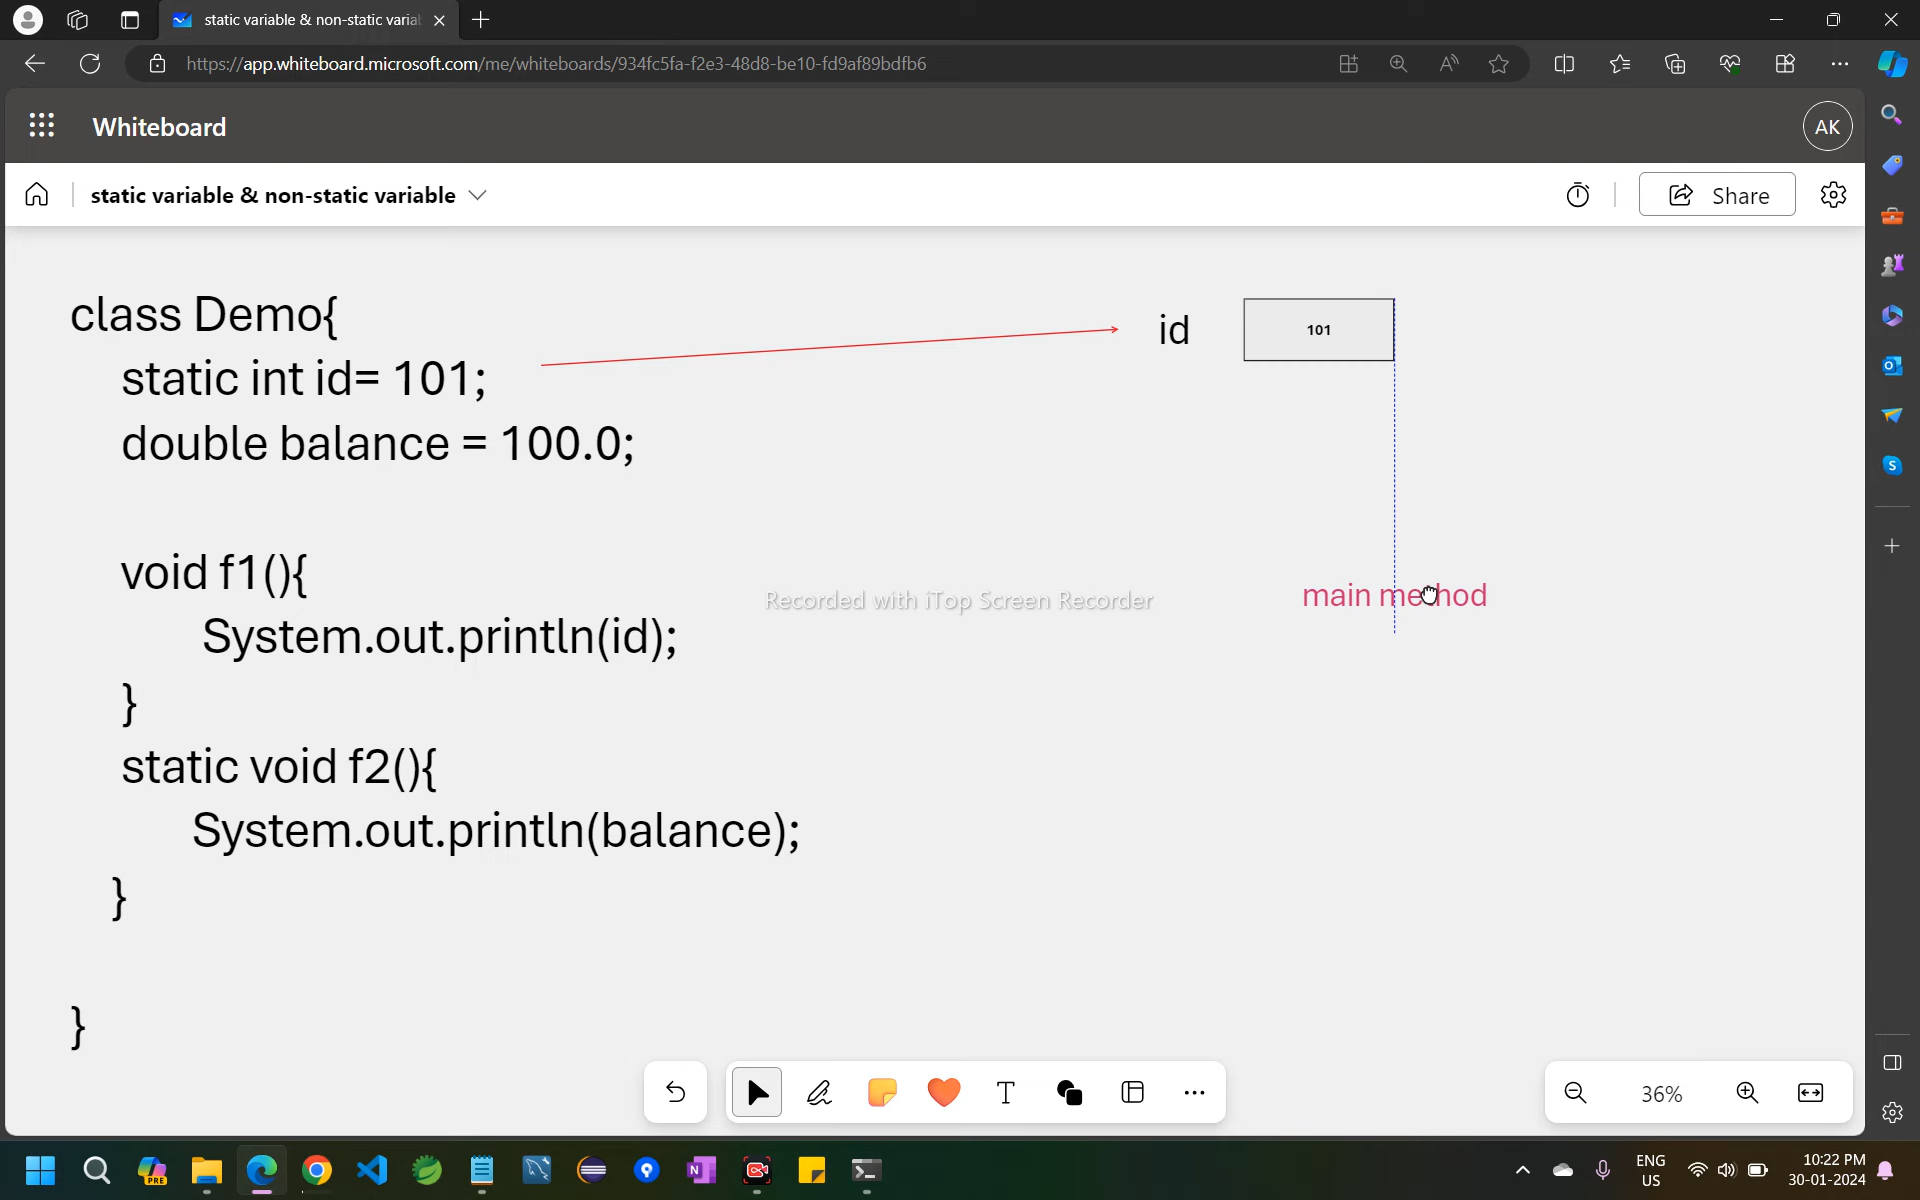 static variable & non-static varial
https://app.whiteboard.microsoft.com/me/whiteboards/934fc5fa-f2e3-48d8-be10-fd9af89bdfb6
Whiteboard
AK
static variable & non-static variable
Share
class Demo{
static int id= 101;
double balance = 100.0;
void f1(){
System.out.println(id);
}
static void f2(){
System.out.println(balance);
}
}
id
101
main method
Recorded with iTop Screen Recorder
36%
ENG
US
10:22 PM
30-01-2024